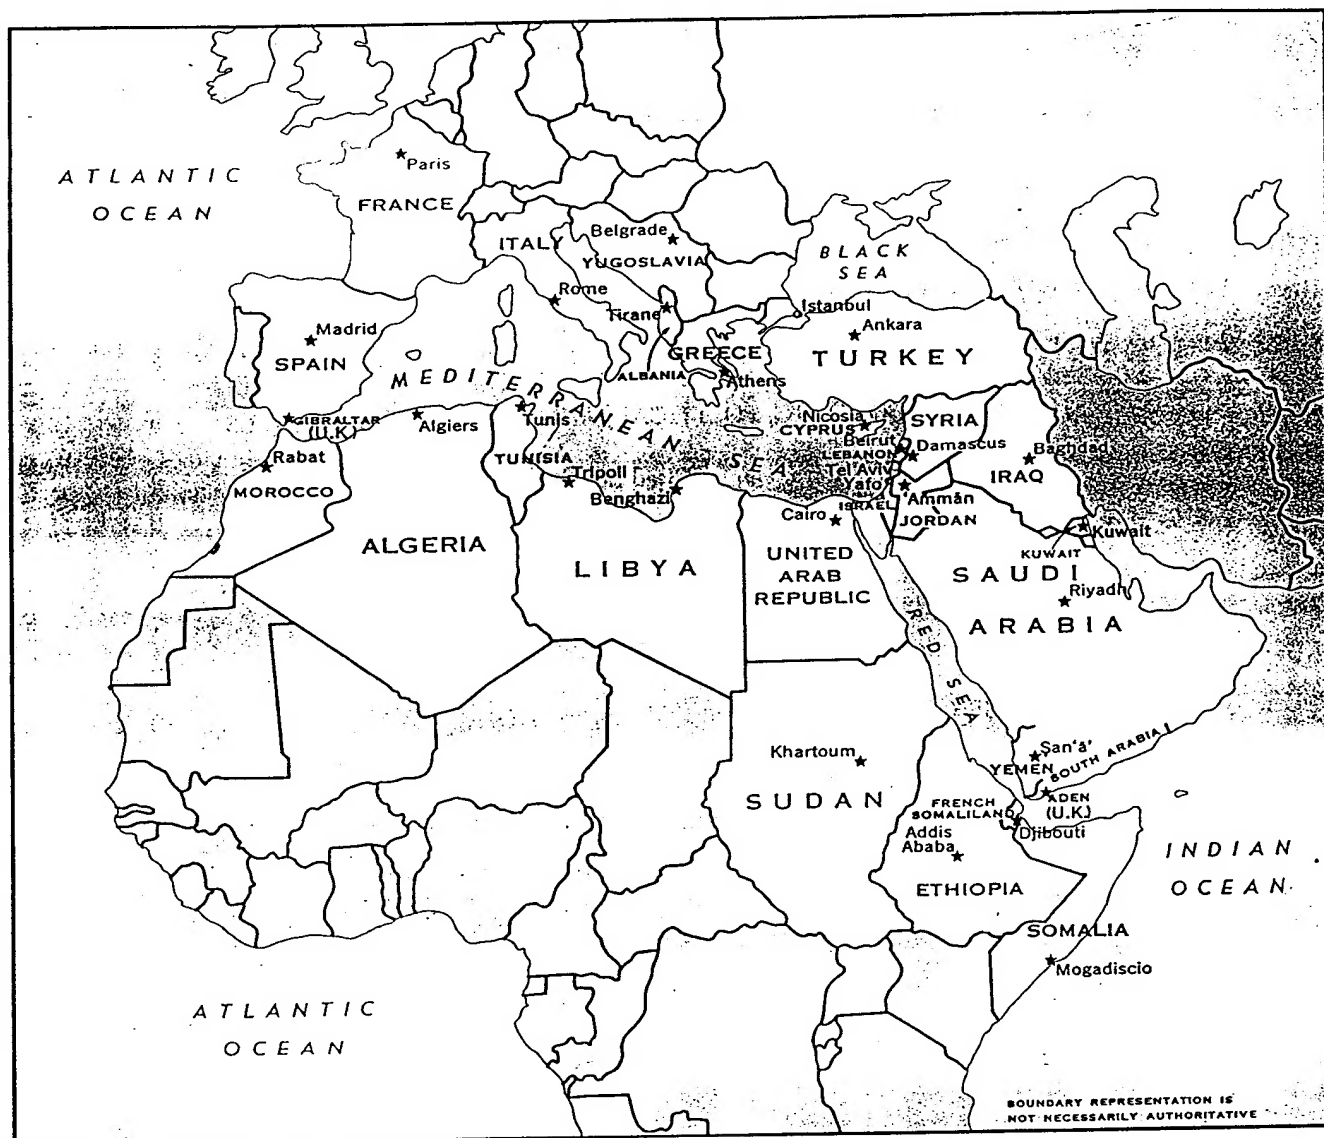 ATLANTIC
OCEAN
Paris
FRANCE
ITALY
Belgrade
YUGOSLAVIA
BLACK
SEA
Rome
Tirane
Istanbul
Ankara
Madrid
SPAIN
GREECE
TURKEY
ALBANIA
Athens
MEDITERRANEAN SEA
GIBRALTAR
(U.K.)
Algiers
Tunis
Nicosia
CYPRUS
SYRIA
Beirut
LEBANON
Damascus
Baghdad
Rabat
TUNISIA
Tripoli
Tel Aviv
Yafo
IRAQ
MOROCCO
Benghazi
ISRAEL
'Ammān
JORDAN
Cairo
Kuwait
KUWAIT
ALGERIA
LIBYA
UNITED
ARAB
REPUBLIC
SAUDI
ARABIA
Riyadh
RED SEA
Khartoum
SUDAN
Ṣan'ā'
YEMEN
SOUTH ARABIA
ADEN
(U.K.)
FRENCH
SOMALILAND
Djibouti
Addis
Ababa
ETHIOPIA
INDIAN
OCEAN
SOMALIA
Mogadiscio
ATLANTIC
OCEAN
BOUNDARY REPRESENTATION IS
NOT NECESSARILY AUTHORITATIVE